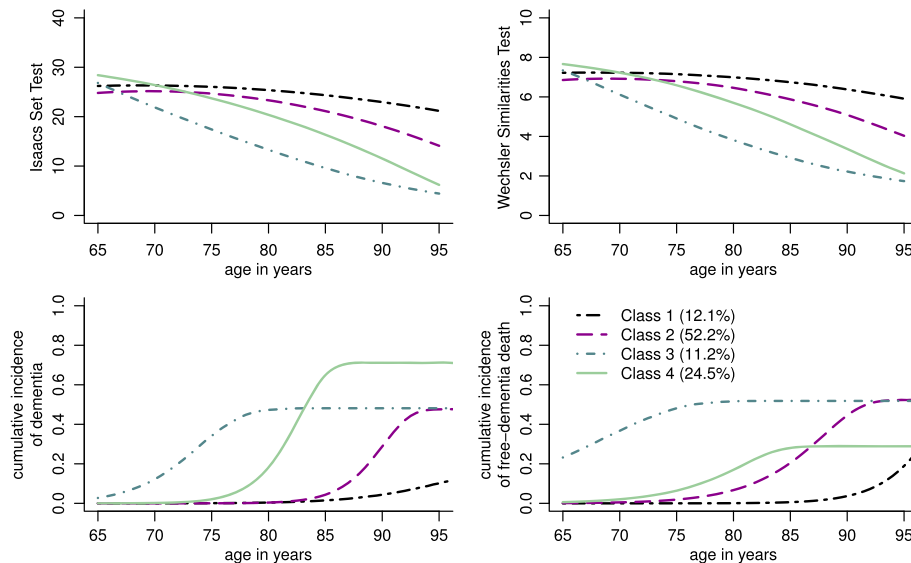 Isaacs Set Test
0 10 20 30 40
65 70 75 80 85 90 95
age in years
Wechsler Similarities Test
0 2 4 6 8 10
65 70 75 80 85 90 95
age in years
cumulative incidence
of dementia
0.0 0.2 0.4 0.6 0.8 1.0
65 70 75 80 85 90 95
age in years
cumulative incidence
of free−dementia death
0.0 0.2 0.4 0.6 0.8 1.0
Class 1 (12.1%)
Class 2 (52.2%)
Class 3 (11.2%)
Class 4 (24.5%)
65 70 75 80 85 90 95
age in years